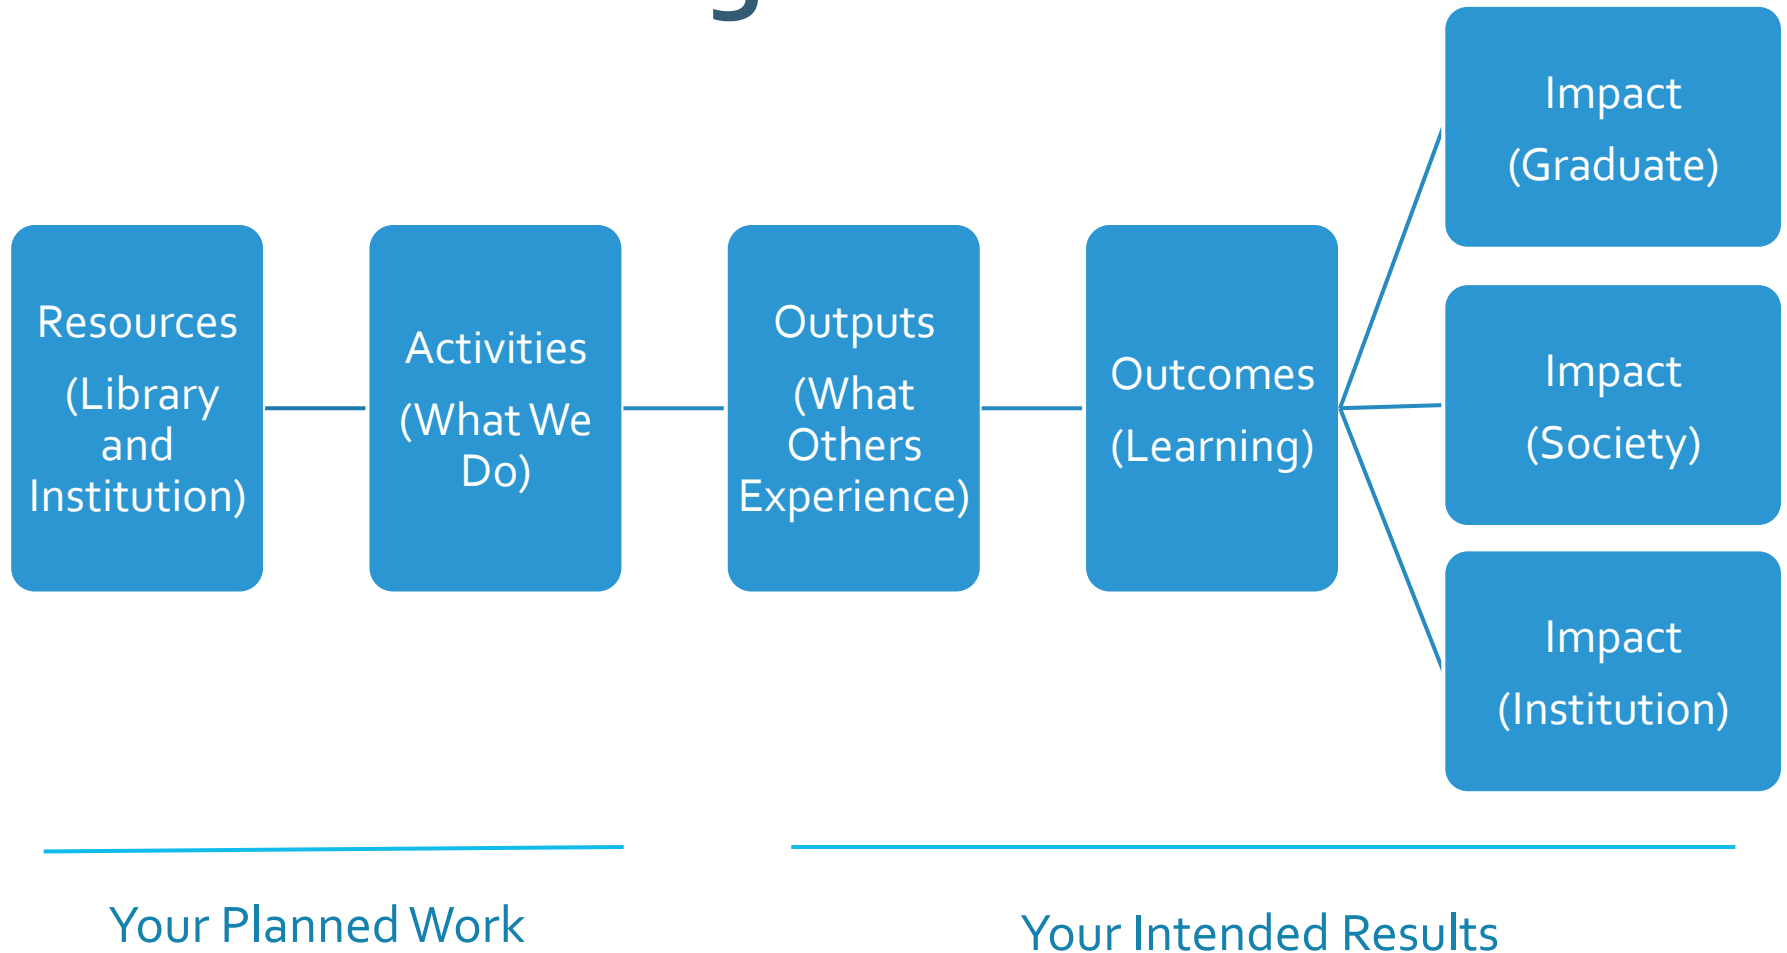 Resources
(Library
and
Institution)
Activities
(What We
Do)
Outputs
(What
Others
Experience)
Outcomes
(Learning)
Impact
(Graduate)
Impact
(Society)
Impact
(Institution)
Your Planned Work
Your Intended Results